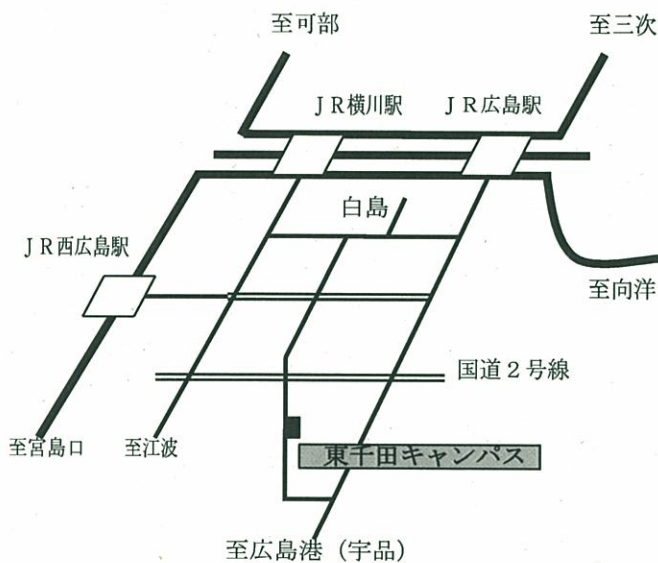 至可部
至三次
ＪＲ横川駅
ＪＲ広島駅
白島
ＪＲ西広島駅
至向洋
国道２号線
至宮島口
至江波
東千田キャンパス
至広島港（宇品）